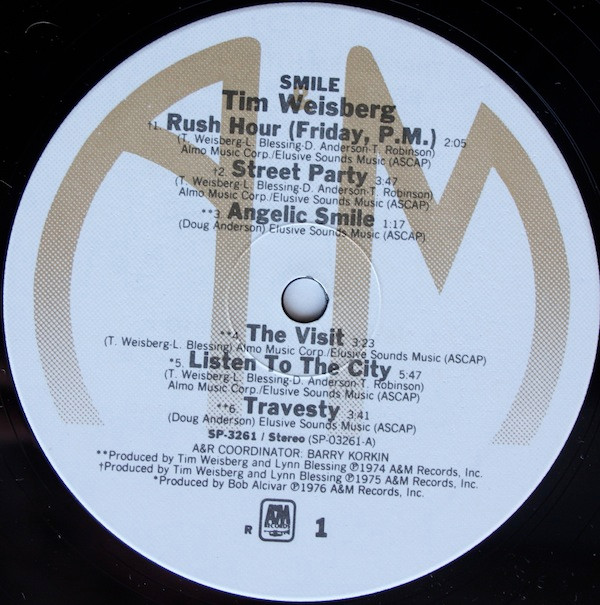 A&M
SMILE
Tim Weisberg
†1. Rush Hour (Friday, P.M.) 2:05
(T. Weisberg-L. Blessing-D. Anderson-T. Robinson)
Almo Music Corp./Elusive Sounds Music (ASCAP)
†2. Street Party 3:47
(T. Weisberg-L. Blessing-D. Anderson-T. Robinson)
Almo Music Corp./Elusive Sounds Music (ASCAP)
**3. Angelic Smile 1:17
(Doug Anderson) Elusive Sounds Music (ASCAP)
**4. The Visit 3:23
(T. Weisberg-L. Blessing) Almo Music Corp./Elusive Sounds Music (ASCAP)
*5. Listen To The City 5:47
(T. Weisberg-L. Blessing-D. Anderson-T. Robinson)
Almo Music Corp./Elusive Sounds Music (ASCAP)
**6. Travesty 3:41
(Doug Anderson) Elusive Sounds Music (ASCAP)
SP-3261 / Stereo (SP-03261-A)
A&R COORDINATOR: BARRY KORKIN
**Produced by Tim Weisberg and Lynn Blessing ℗1974 A&M Records, Inc.
†Produced by Tim Weisberg and Lynn Blessing ℗1975 A&M Records, Inc.
*Produced by Bob Alcivar ℗1976 A&M Records, Inc.
R A&M RECORDS 1